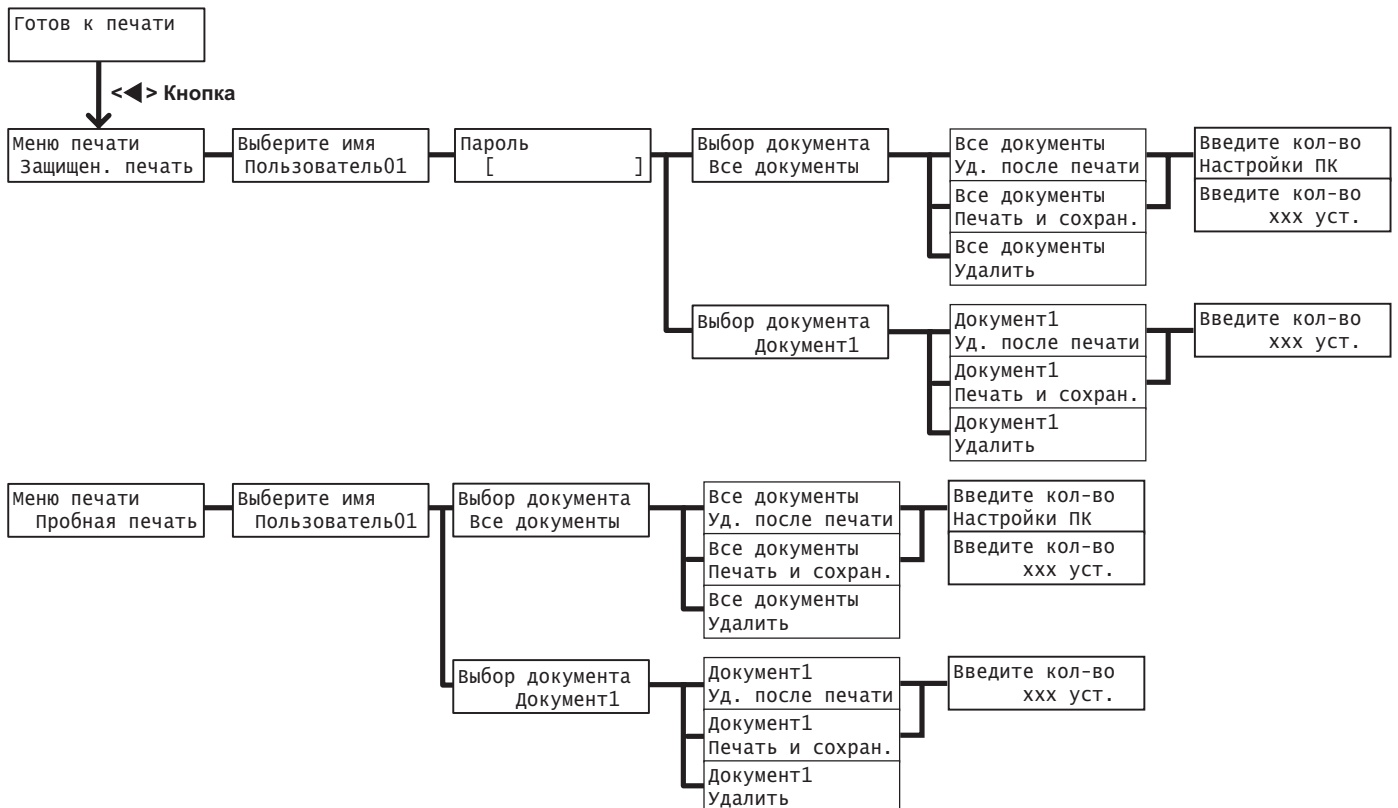 Готов к печати
<◀> Кнопка
Меню печати
Защищен. печать
Выберите имя
Пользователь01
Пароль
[ ]
Выбор документа
Все документы
Все документы
Уд. после печати
Все документы
Печать и сохран.
Все документы
Удалить
Введите кол-во
Настройки ПК
Введите кол-во
xxx уст.
Выбор документа
Документ1
Документ1
Уд. после печати
Документ1
Печать и сохран.
Документ1
Удалить
Введите кол-во
xxx уст.
Меню печати
Пробная печать
Выберите имя
Пользователь01
Выбор документа
Все документы
Все документы
Уд. после печати
Все документы
Печать и сохран.
Все документы
Удалить
Введите кол-во
Настройки ПК
Введите кол-во
xxx уст.
Выбор документа
Документ1
Документ1
Уд. после печати
Документ1
Печать и сохран.
Документ1
Удалить
Введите кол-во
xxx уст.